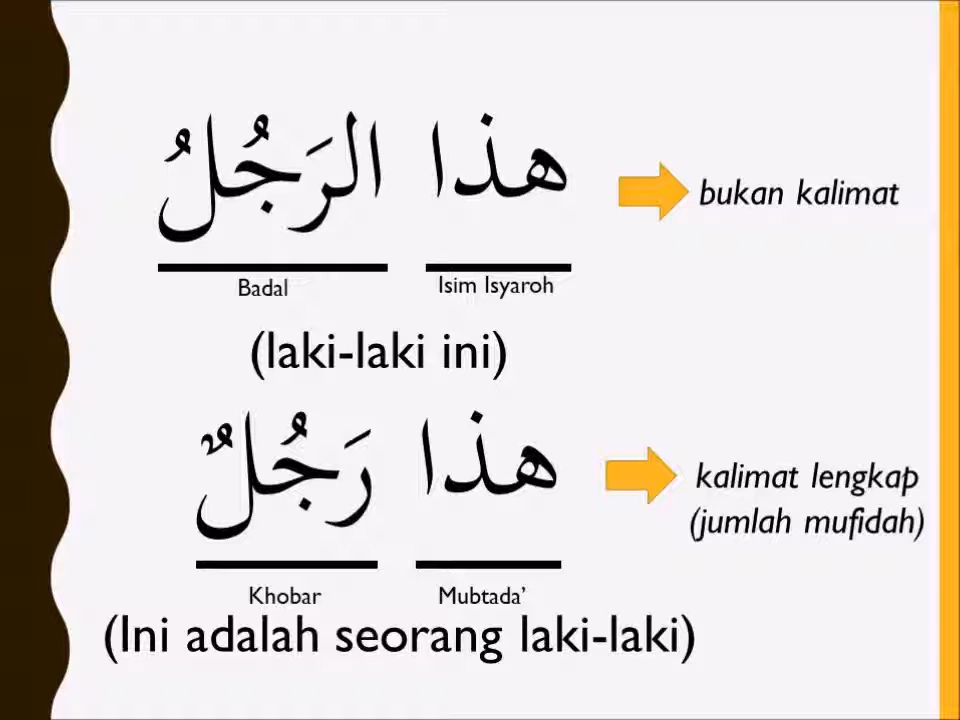 هذا الرَجُلُ
bukan kalimat
Isim Isyaroh
Badal
(laki-laki ini)
هذا رَجُلٌ
kalimat lengkap
(jumlah mufidah)
Mubtada’
Khobar
(Ini adalah seorang laki-laki)